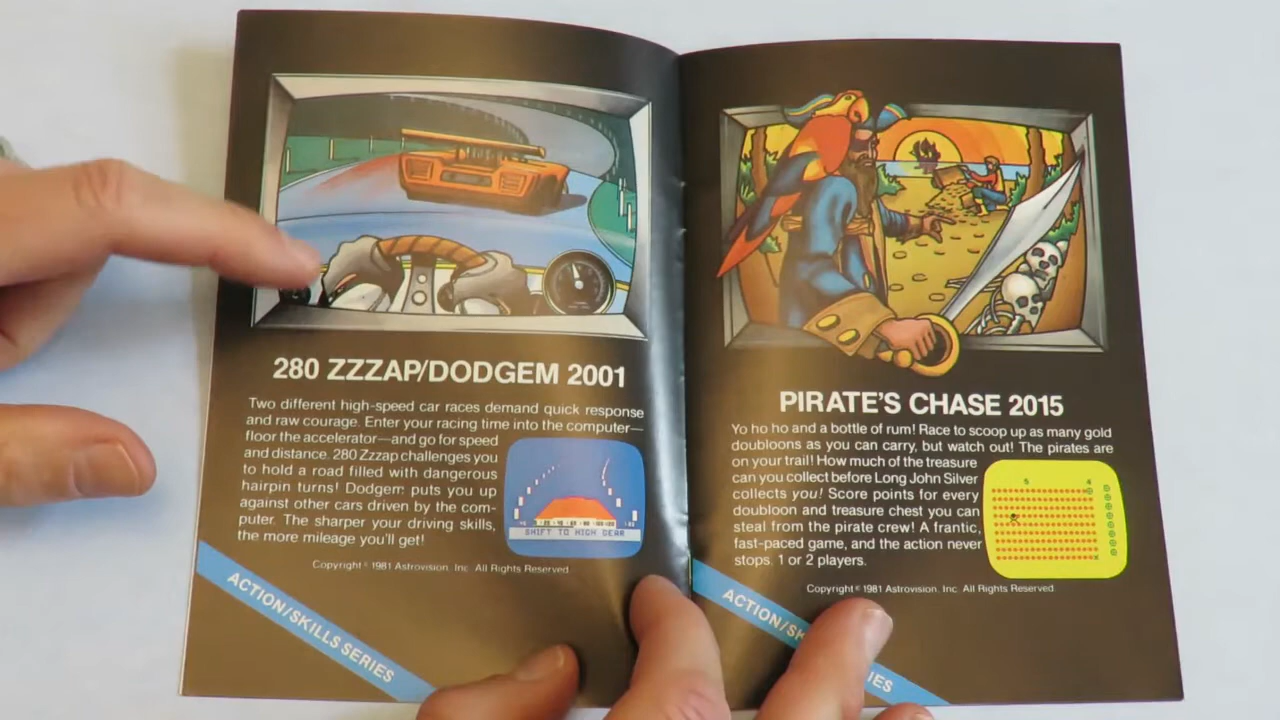 280 ZZZAP/DODGEM 2001
Two different high-speed car races demand quick response
and raw courage. Enter your racing time into the computer—
floor the accelerator—and go for speed
and distance. 280 Zzzap challenges you
to hold a road filled with dangerous
hairpin turns! Dodgem puts you up
against other cars driven by the com-
puter. The sharper your driving skills,
the more mileage you'll get!
SHIFT TO HIGH GEAR
Copyright © 1981 Astrovision, Inc. All Rights Reserved.
ACTION/SKILLS SERIES
PIRATE'S CHASE 2015
Yo ho ho and a bottle of rum! Race to scoop up as many gold
doubloons as you can carry, but watch out! The pirates are
on your trail! How much of the treasure
can you collect before Long John Silver
collects you! Score points for every
doubloon and treasure chest you can
steal from the pirate crew! A frantic,
fast-paced game, and the action never
stops. 1 or 2 players.
Copyright © 1981 Astrovision, Inc. All Rights Reserved.
ACTION/SK IES